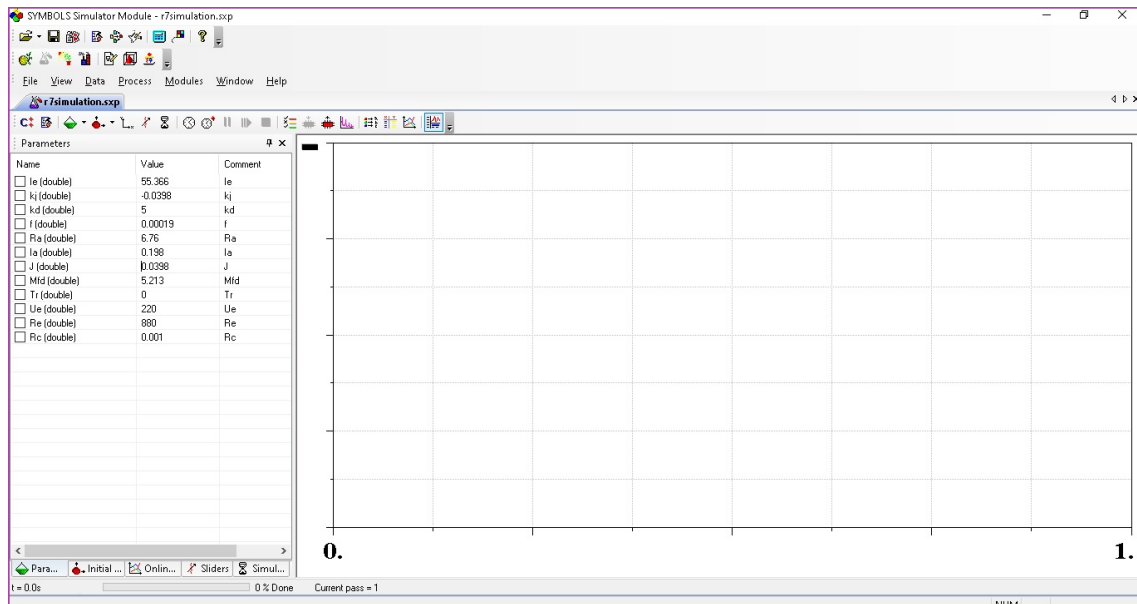 SYMBOLS Simulator Module - r7simulation.sxp
File View Data Process Modules Window Help
r7simulation.sxp
Parameters
Name Value Comment
Ie (double) 55.366 Ie
kj (double) -0.0398 kj
kd (double) 5 kd
f (double) 0.00019 f
Ra (double) 6.76 Ra
Ia (double) 0.198 Ia
J (double) 0.0398 J
Mfd (double) 5.213 Mfd
Tr (double) 0 Tr
Ue (double) 220 Ue
Re (double) 880 Re
Rc (double) 0.001 Rc
0. 1.
Para... Initial ... Onlin... Sliders Simul...
t = 0.0s 0 % Done Current pass = 1
NUM